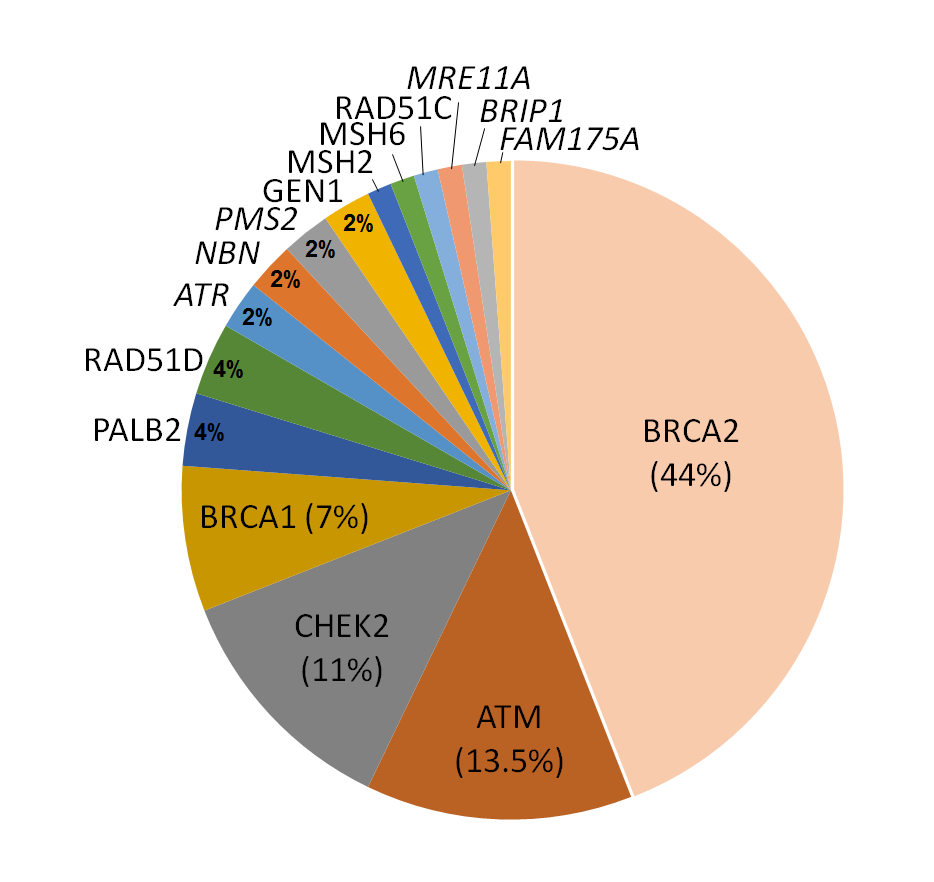 MRE11A
RAD51C
BRIP1
MSH6
FAM175A
MSH2
GEN1
2%
PMS2
2%
NBN
2%
ATR
2%
RAD51D
4%
PALB2
4%
BRCA2
(44%)
BRCA1 (7%)
CHEK2
(11%)
ATM
(13.5%)